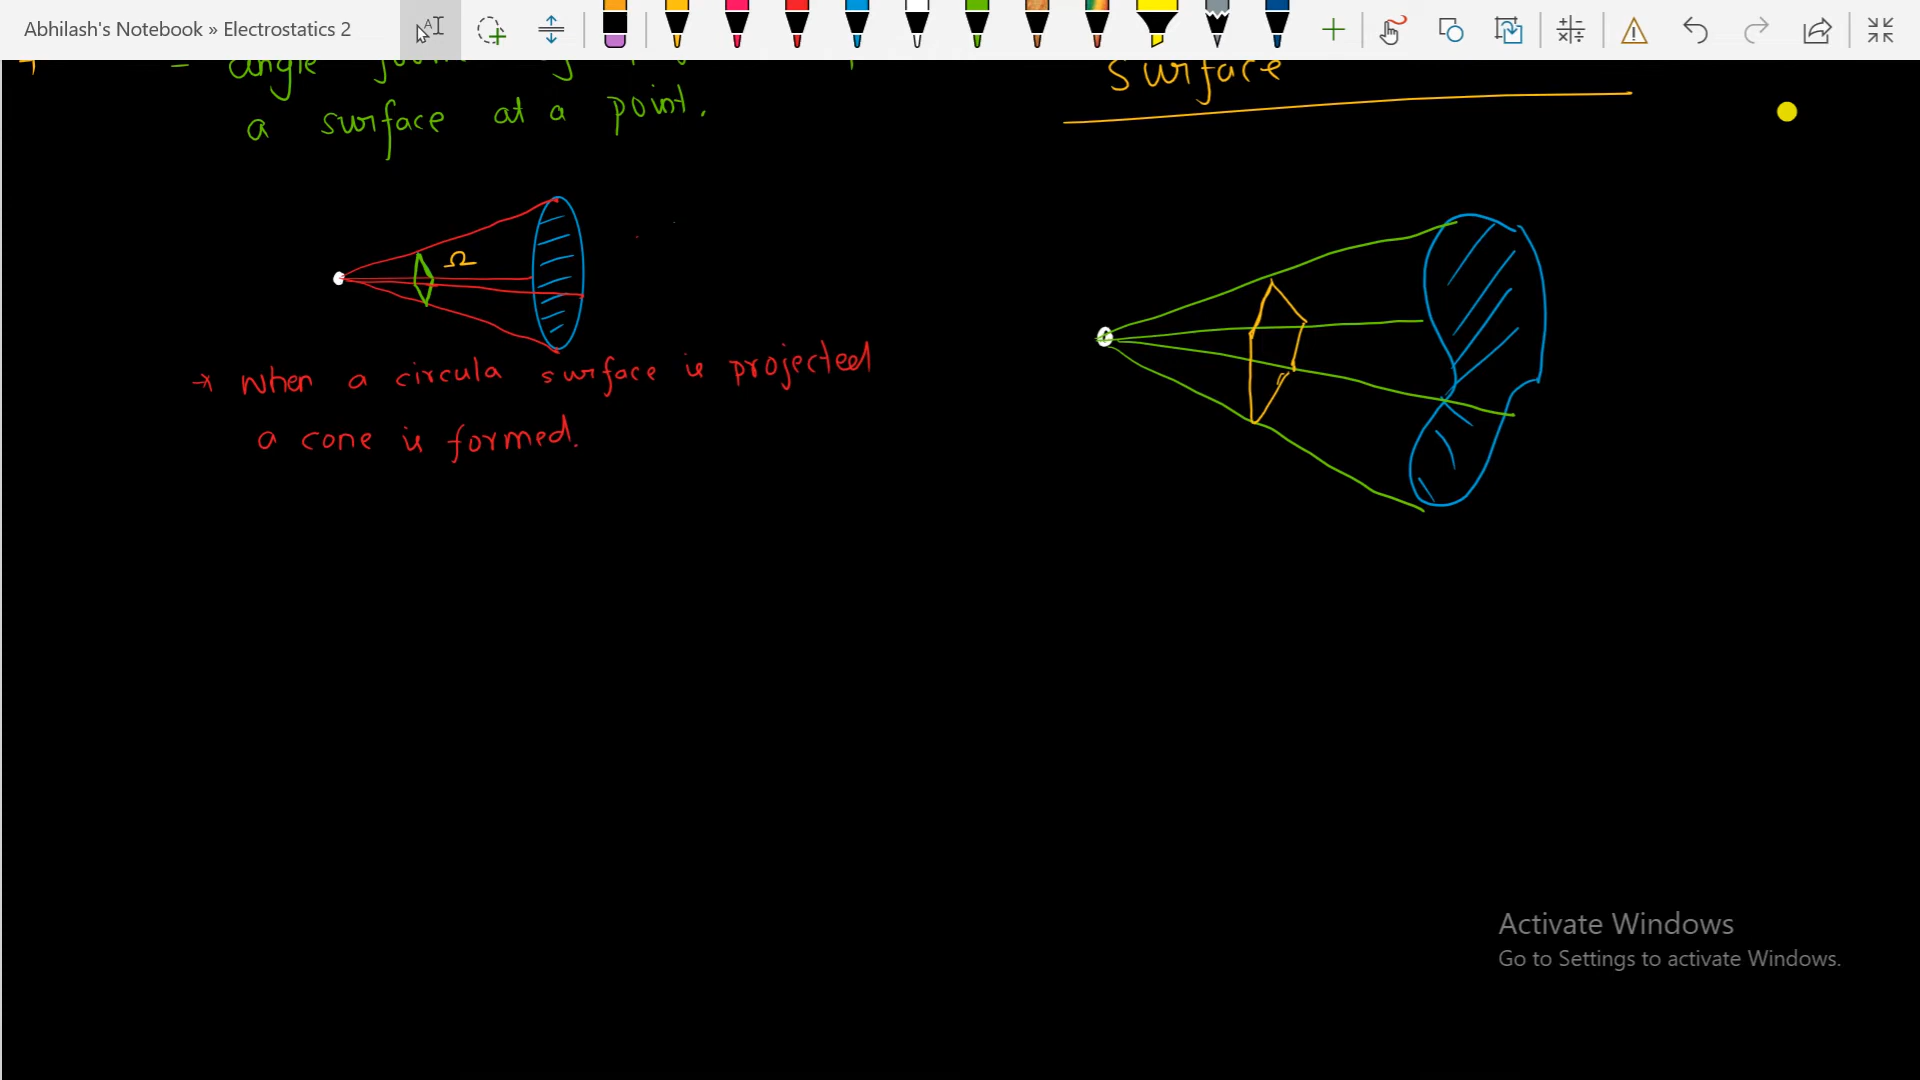 Abhilash's Notebook » Electrostatics 2
- angle
a surface at a point.
surface
Ω
→ When a circula surface is projected
a cone is formed.
Activate Windows
Go to Settings to activate Windows.